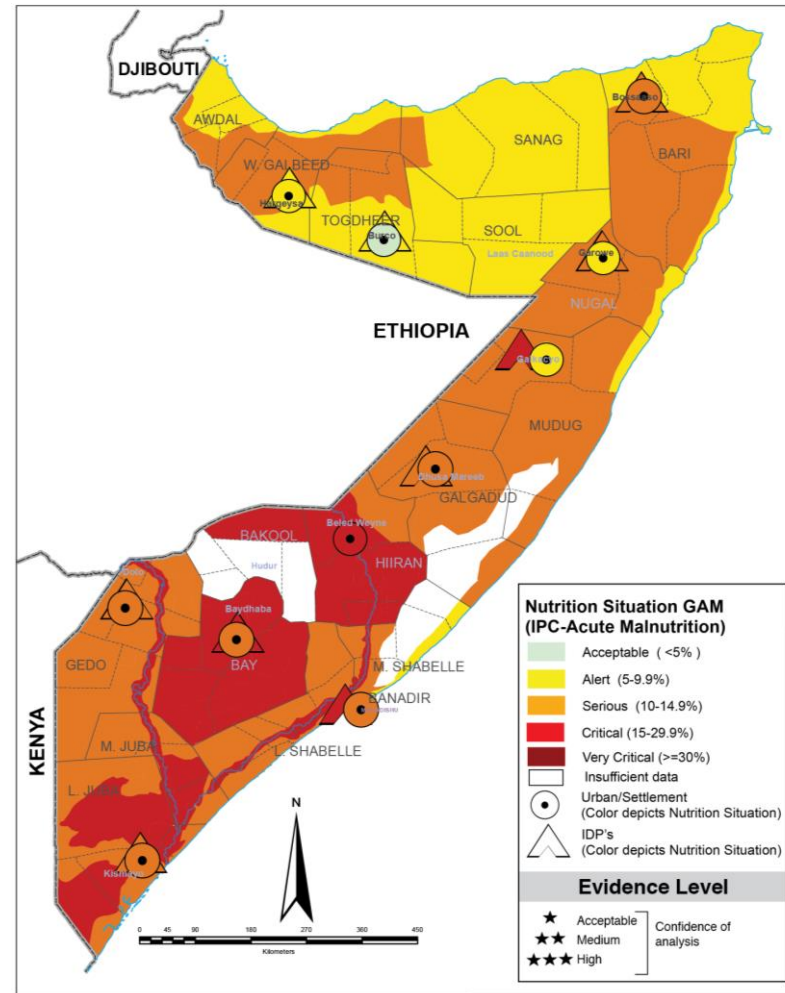 DJIBOUTI
AWDAL
SANAG
Bossasso
BARI
W. GALBEED
Hargeysa
TOGDHEER
Burco
SOOL
Laas Caanood
Garowe
NUGAL
ETHIOPIA
MUDUG
GALGADUD
Beled Weyne
BAKOOL
HIIRAN
Hudur
Baydhaba
BAY
GEDO
M. SHABELLE
BANADIR
KENYA
M. JUBA
L. SHABELLE
L. JUBA
Kismayo
N
0 45 90 180 270 360 450
Kilometers
Nutrition Situation GAM
(IPC-Acute Malnutrition)
Acceptable ( <5% )
Alert (5-9.9%)
Serious (10-14.9%)
Critical (15-29.9%)
Very Critical (>=30%)
Insufficient data
Urban/Settlement
(Color depicts Nutrition Situation)
IDP's
(Color depicts Nutrition Situation)
Evidence Level
Acceptable
Medium
High
Confidence of
analysis